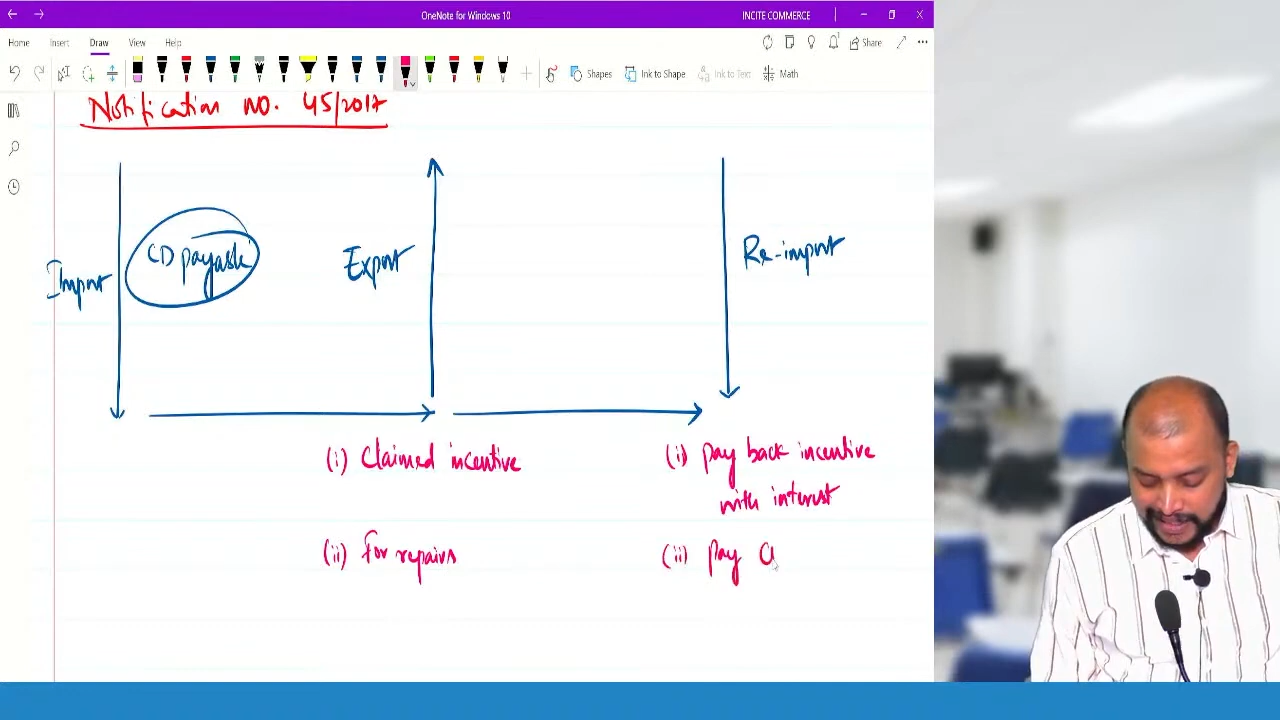 OneNote for Windows 10
INCITE COMMERCE
Home Insert Draw View Help
Share
Shapes Ink to Shape Ink to Text Math
Notification no. 45/2017
Import
CD payable
Export
Re-import
(i) Claimed incentive
(i) pay back incentive
with interest
(ii) For repairs
(ii) pay C